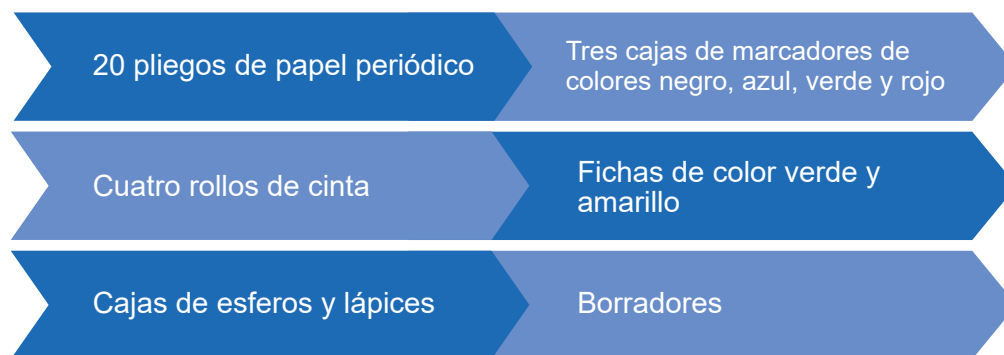 20 pliegos de papel periódico
Tres cajas de marcadores de
colores negro, azul, verde y rojo
Cuatro rollos de cinta
Fichas de color verde y
amarillo
Cajas de esferos y lápices
Borradores